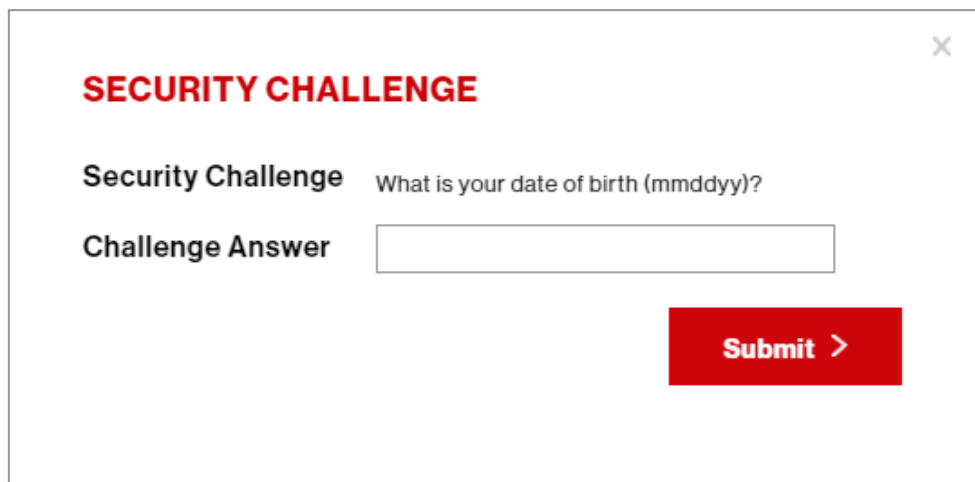 SECURITY CHALLENGE
Security Challenge What is your date of birth (mmddyy)?
Challenge Answer
Submit >